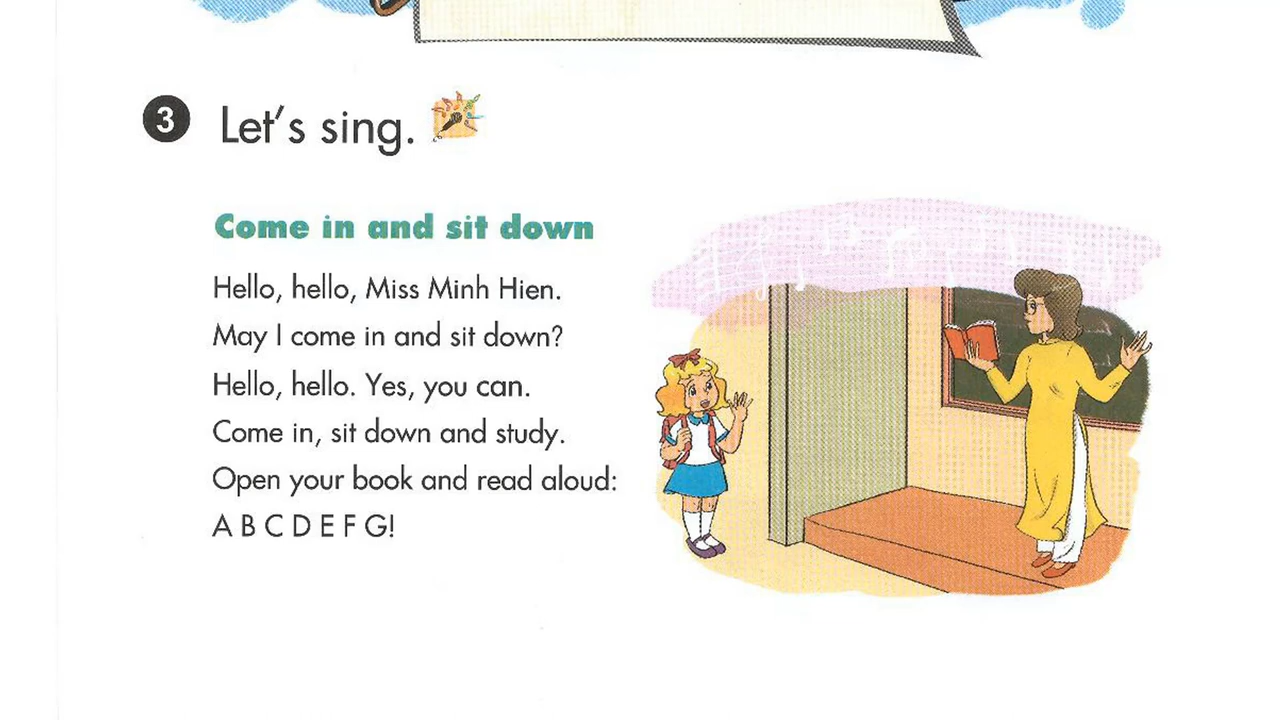 3 Let's sing.
Come in and sit down
Hello, hello, Miss Minh Hien.
May I come in and sit down?
Hello, hello. Yes, you can.
Come in, sit down and study.
Open your book and read aloud:
A B C D E F G!